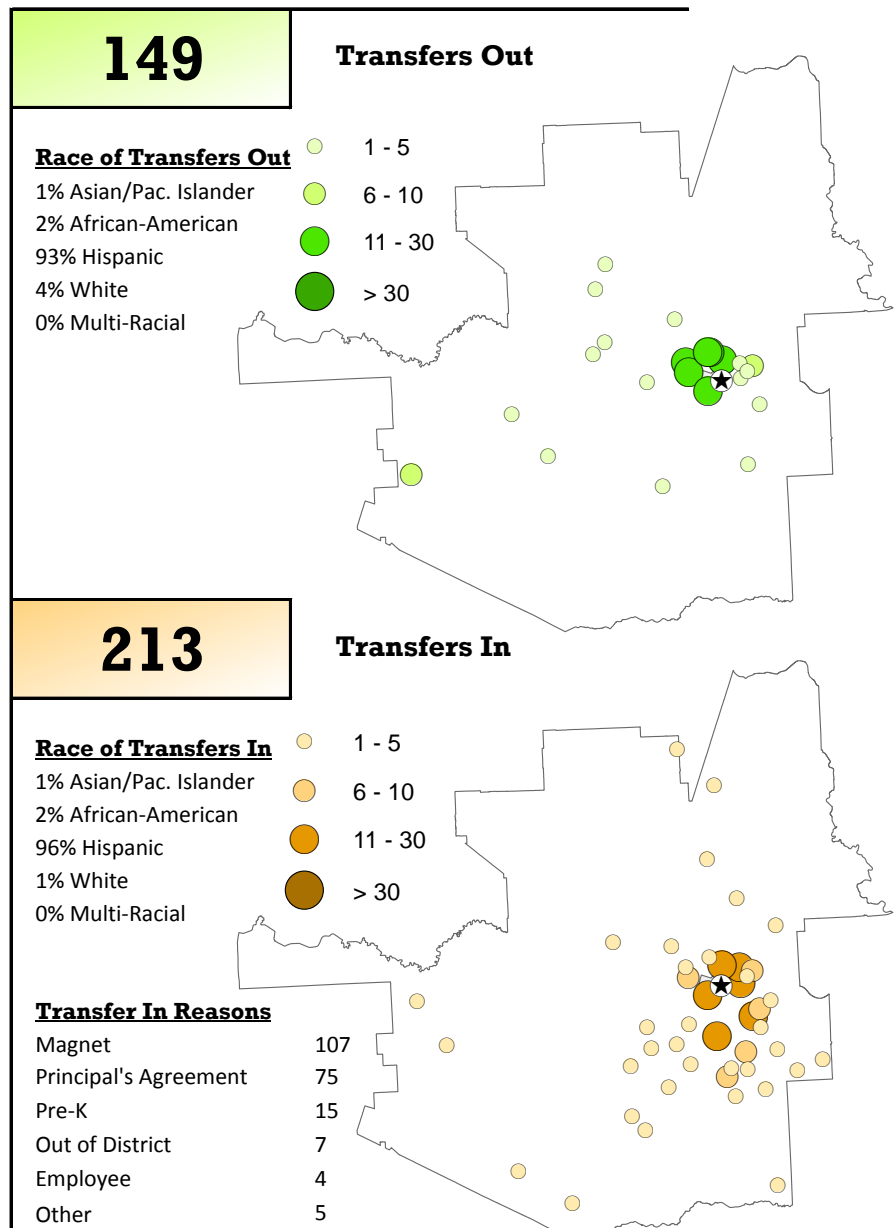 149
Transfers Out
Race of Transfers Out
1% Asian/Pac. Islander
2% African-American
93% Hispanic
4% White
0% Multi-Racial
1 - 5
6 - 10
11 - 30
> 30
213
Transfers In
Race of Transfers In
1% Asian/Pac. Islander
2% African-American
96% Hispanic
1% White
0% Multi-Racial
1 - 5
6 - 10
11 - 30
> 30
Transfer In Reasons
Magnet 107
Principal's Agreement 75
Pre-K 15
Out of District 7
Employee 4
Other 5